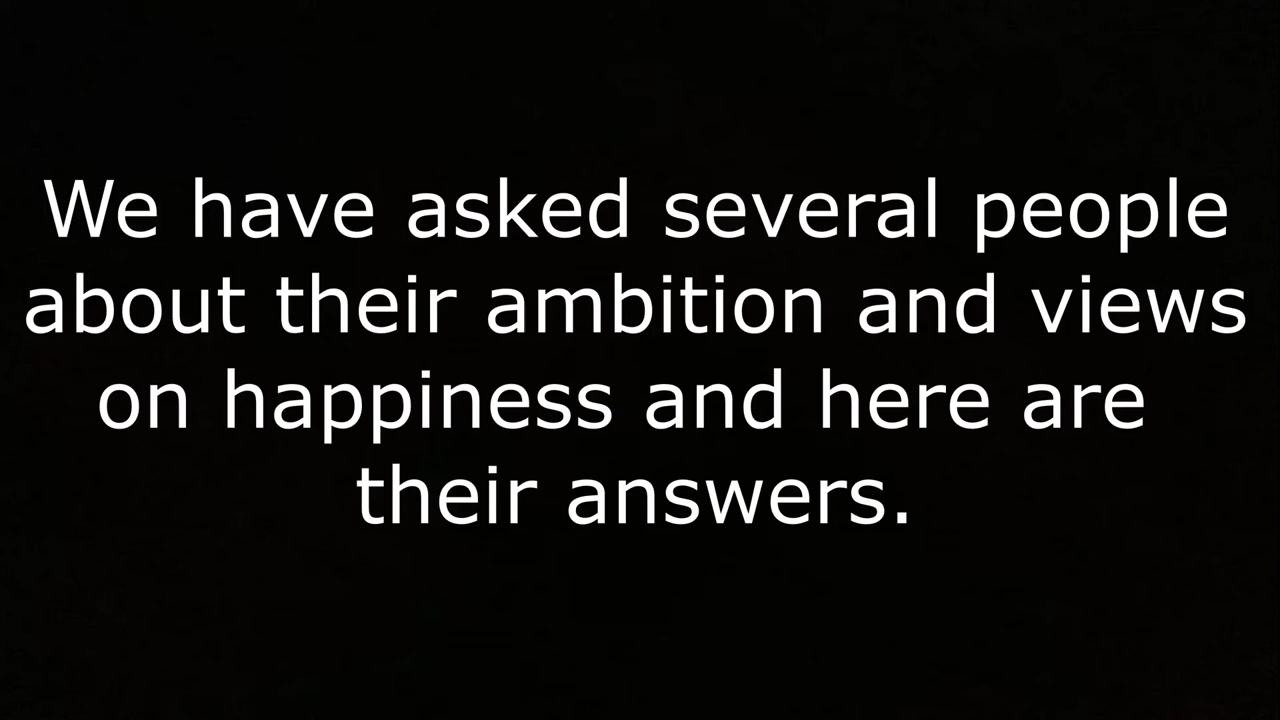 We have asked several people
about their ambition and views
on happiness and here are
their answers.